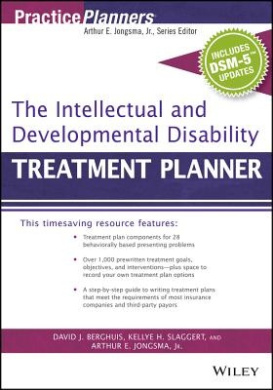 PracticePlanners
Arthur E. Jongsma, Jr., Series Editor
INCLUDES
DSM-5™
UPDATES
The Intellectual and
Developmental Disability
TREATMENT PLANNER
This timesaving resource features:
• Treatment plan components for 28
behaviorally based presenting problems
• Over 1,000 prewritten treatment goals,
objectives, and interventions—plus space to
record your own treatment plan options
• A step-by-step guide to writing treatment plans
that meet the requirements of most insurance
companies and third-party payors
DAVID J. BERGHUIS, KELLYE H. SLAGGERT, AND
ARTHUR E. JONGSMA, JR.
WILEY